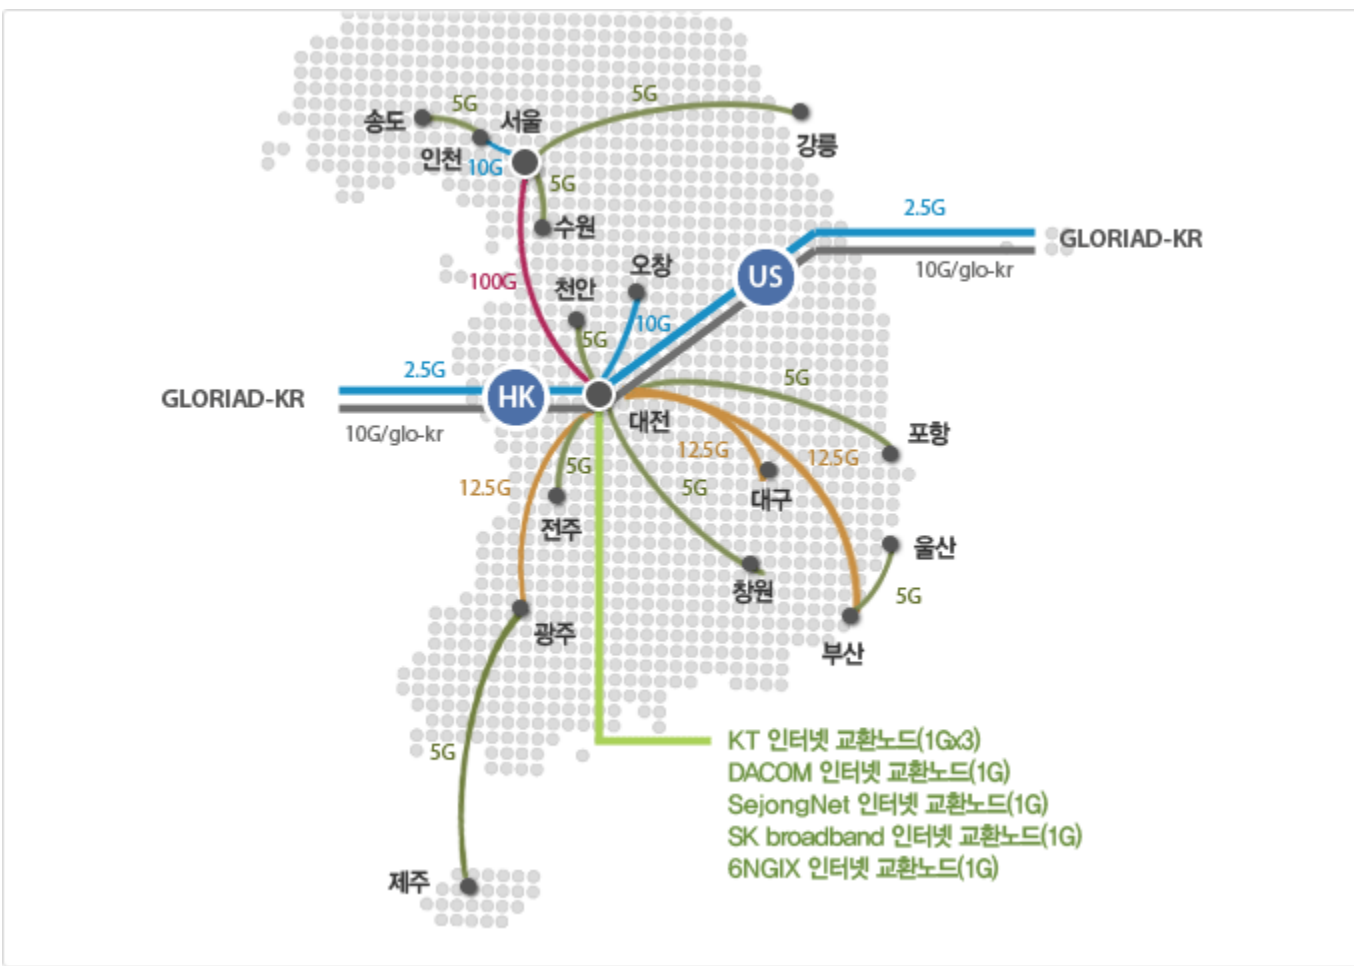 5G
5G
송도
서울
인천
10G
강릉
5G
수원
2.5G
GLORIAD-KR
10G/glo-kr
US
오창
100G
천안
10G
5G
2.5G
HK
GLORIAD-KR
10G/glo-kr
대전
5G
포항
12.5G
12.5G
5G
12.5G
5G
대구
전주
울산
창원
5G
광주
부산
5G
KT 인터넷 교환노드(1Gx3)
DACOM 인터넷 교환노드(1G)
SejongNet 인터넷 교환노드(1G)
SK broadband 인터넷 교환노드(1G)
6NGIX 인터넷 교환노드(1G)
제주